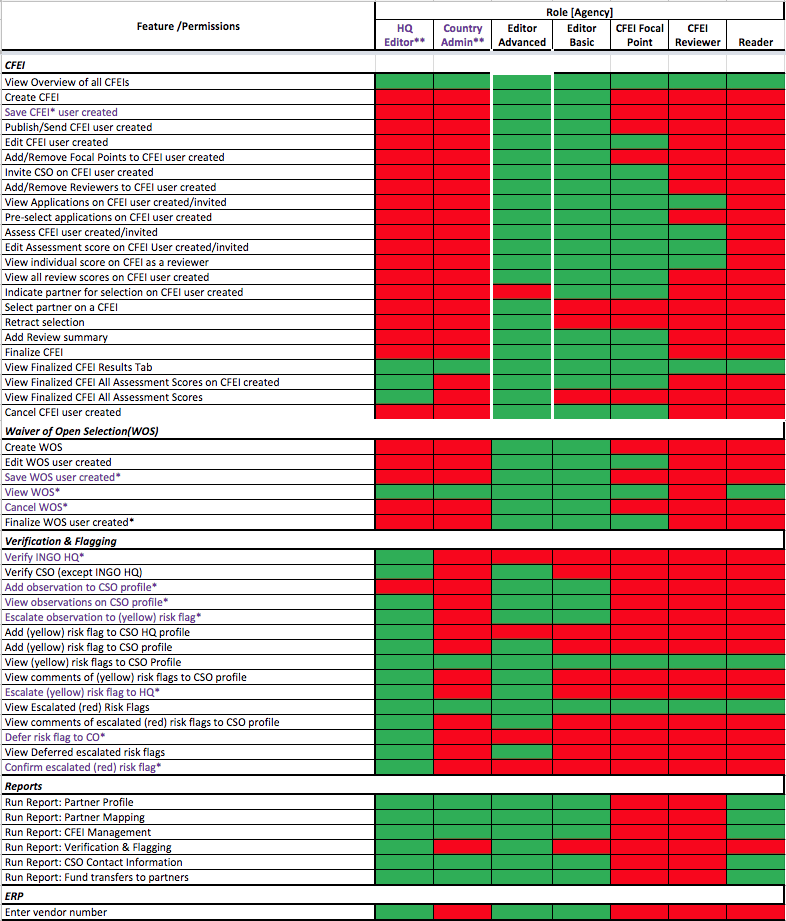 Role [Agency]
Feature /Permissions
HQ Editor** Country Admin** Editor Advanced Editor Basic CFEI Focal Point CFEI Reviewer Reader
CFEI
View Overview of all CFEIs
Create CFEI
Save CFEI* user created
Publish/Send CFEI user created
Edit CFEI user created
Add/Remove Focal Points to CFEI user created
Invite CSO on CFEI user created
Add/Remove Reviewers to CFEI user created
View Applications on CFEI user created/invited
Pre-select applications on CFEI user created
Assess CFEI user created/invited
Edit Assessment score on CFEI User created/invited
View individual score on CFEI as a reviewer
View all review scores on CFEI user created
Indicate partner for selection on CFEI user created
Select partner on a CFEI
Retract selection
Add Review summary
Finalize CFEI
View Finalized CFEI Results Tab
View Finalized CFEI All Assessment Scores on CFEI created
View Finalized CFEI All Assessment Scores
Cancel CFEI user created
Waiver of Open Selection(WOS)
Create WOS
Edit WOS user created
Save WOS user created*
View WOS*
Cancel WOS*
Finalize WOS user created*
Verification & Flagging
Verify INGO HQ*
Verify CSO (except INGO HQ)
Add observation to CSO profile*
View observations on CSO profile*
Escalate observation to (yellow) risk flag*
Add (yellow) risk flag to CSO HQ profile
Add (yellow) risk flag to CSO profile
View (yellow) risk flags to CSO Profile
View comments of (yellow) risk flags to CSO profile
Escalate (yellow) risk flag to HQ*
View Escalated (red) Risk Flags
View comments of escalated (red) risk flags to CSO profile
Defer risk flag to CO*
View Deferred escalated risk flags
Confirm escalated (red) risk flag*
Reports
Run Report: Partner Profile
Run Report: Partner Mapping
Run Report: CFEI Management
Run Report: Verification & Flagging
Run Report: CSO Contact Information
Run Report: Fund transfers to partners
ERP
Enter vendor number